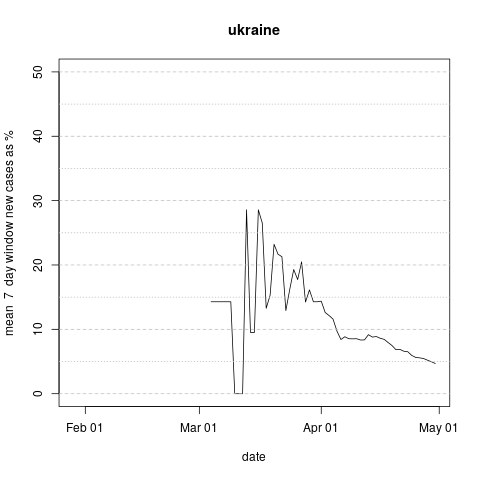 ukraine
mean  7  day window new cases as %
50
40
30
20
10
0
Feb 01
Mar 01
Apr 01
May 01
date